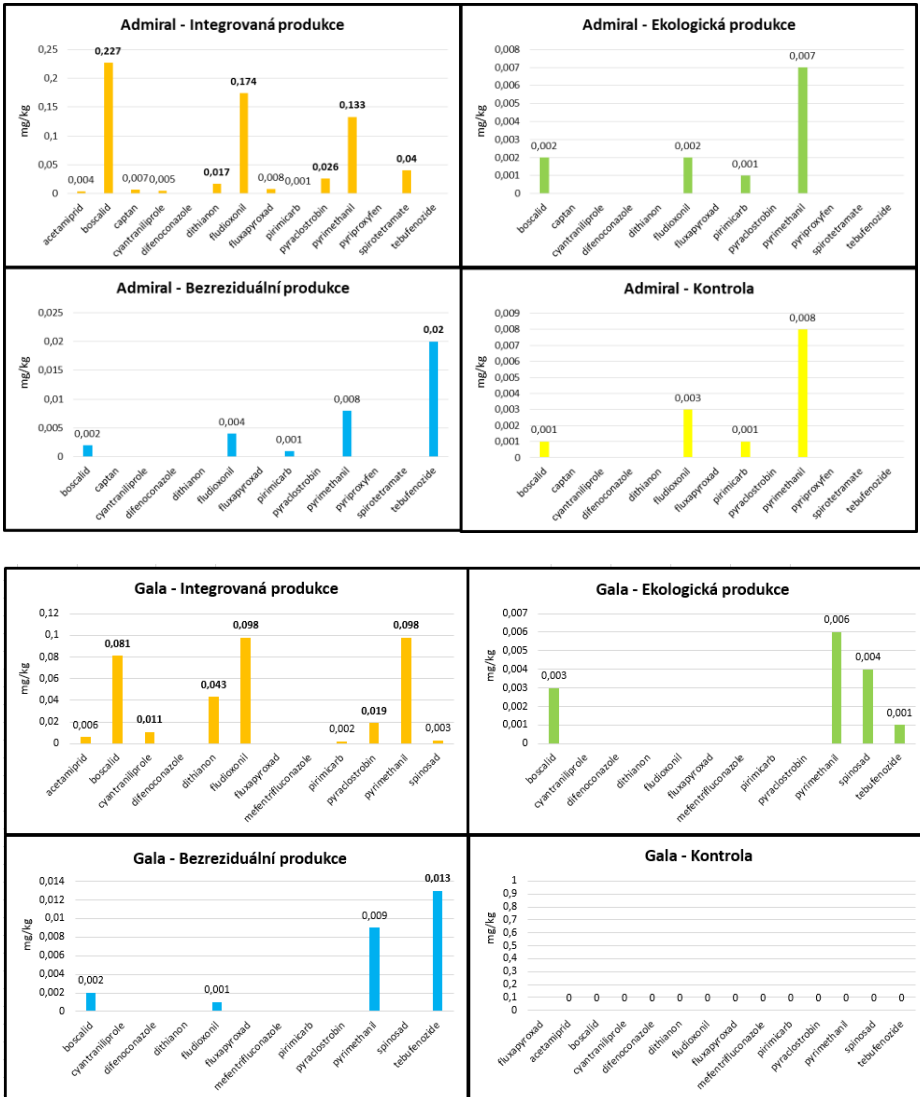 Admiral - Integrovaná produkce
mg/kg
0,25
0,2
0,15
0,1
0,05
0
0,004
0,227
0,007
0,005
0,017
0,174
0,008
0,001
0,026
0,133
0,04
acetamiprid
boscalid
captan
cyantraniliprole
difenoconazole
dithianon
fludioxonil
fluxapyroxad
pirimicarb
pyraclostrobin
pyrimethanil
pyriproxyfen
spirotetramate
tebufenozide
Admiral - Ekologická produkce
mg/kg
0,008
0,007
0,006
0,005
0,004
0,003
0,002
0,001
0
0,002
0,002
0,001
0,007
boscalid
captan
cyantraniliprole
difenoconazole
dithianon
fludioxonil
fluxapyroxad
pirimicarb
pyraclostrobin
pyrimethanil
pyriproxyfen
spirotetramate
tebufenozide
Admiral - Bezreziduální produkce
mg/kg
0,025
0,02
0,015
0,01
0,005
0
0,002
0,004
0,001
0,008
0,02
boscalid
captan
cyantraniliprole
difenoconazole
dithianon
fludioxonil
fluxapyroxad
pirimicarb
pyraclostrobin
pyrimethanil
pyriproxyfen
spirotetramate
tebufenozide
Admiral - Kontrola
mg/kg
0,009
0,008
0,007
0,006
0,005
0,004
0,003
0,002
0,001
0
0,001
0,003
0,001
0,008
boscalid
captan
cyantraniliprole
difenoconazole
dithianon
fludioxonil
fluxapyroxad
pirimicarb
pyraclostrobin
pyrimethanil
pyriproxyfen
spirotetramate
tebufenozide
Gala - Integrovaná produkce
mg/kg
0,12
0,1
0,08
0,06
0,04
0,02
0
0,006
0,081
0,011
0,043
0,098
0,002
0,019
0,098
0,003
acetamiprid
boscalid
cyantraniliprole
difenoconazole
dithianon
fludioxonil
fluxapyroxad
mefentrifluconazole
pirimicarb
pyraclostrobin
pyrimethanil
spinosad
Gala - Ekologická produkce
mg/kg
0,007
0,006
0,005
0,004
0,003
0,002
0,001
0
0,003
0,006
0,004
0,001
boscalid
cyantraniliprole
difenoconazole
dithianon
fludioxonil
fluxapyroxad
mefentrifluconazole
pirimicarb
pyraclostrobin
pyrimethanil
spinosad
tebufenozide
Gala - Bezreziduální produkce
mg/kg
0,014
0,012
0,01
0,008
0,006
0,004
0,002
0
0,002
0,001
0,009
0,013
boscalid
cyantraniliprole
difenoconazole
dithianon
fludioxonil
fluxapyroxad
mefentrifluconazole
pirimicarb
pyraclostrobin
pyrimethanil
spinosad
tebufenozide
Gala - Kontrola
mg/kg
1
0,9
0,8
0,7
0,6
0,5
0,4
0,3
0,2
0,1
0 0 0 0 0 0 0 0 0 0 0 0 0
fluxapyroxad
acetamiprid
boscalid
cyantraniliprole
difenoconazole
dithianon
fludioxonil
fluxapyroxad
mefentrifluconazole
pirimicarb
pyraclostrobin
pyrimethanil
spinosad
tebufenozide